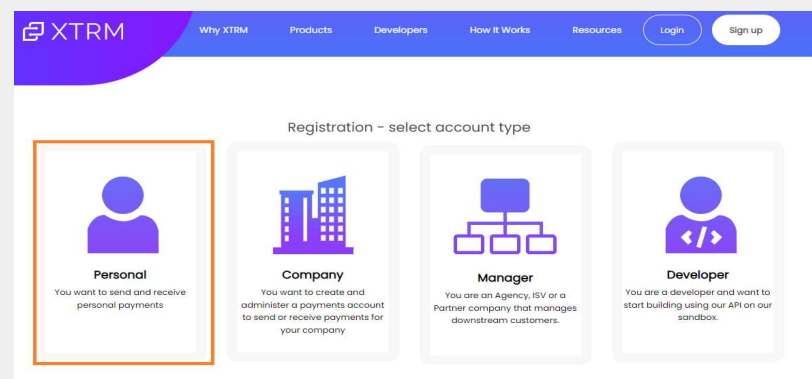 XTRM
Why XTRM Products Developers How It Works Resources Login Sign up
Registration - select account type
Personal
You want to send and receive
personal payments
Company
You want to create and
administer a payments account
to send or receive payments for
your company
Manager
You are an Agency, ISV or a
Partner company that manages
downstream customers.
Developer
You are a developer and want to
start building using our API on our
sandbox.